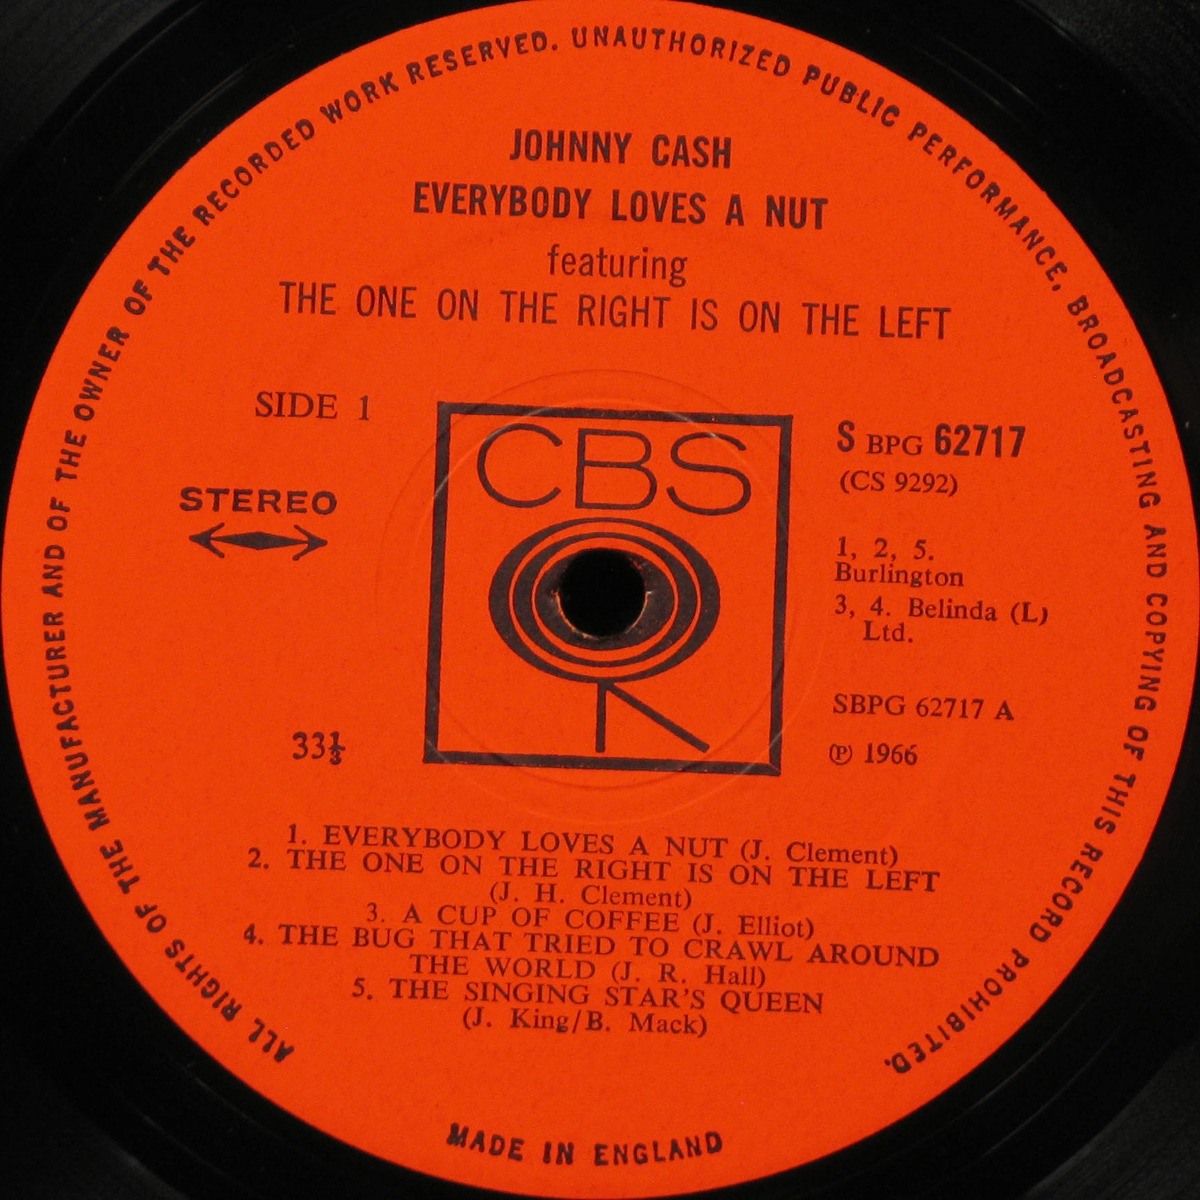 ALL RIGHTS OF THE MANUFACTURER AND OF THE OWNER OF THE RECORDED WORK RESERVED. UNAUTHORIZED PUBLIC PERFORMANCE, BROADCASTING AND COPYING OF THIS RECORD PROHIBITED.
JOHNNY CASH
EVERYBODY LOVES A NUT
featuring
THE ONE ON THE RIGHT IS ON THE LEFT
SIDE 1
STEREO
33⅓
CBS
S BPG 62717
(CS 9292)
1, 2, 5.
Burlington
3, 4. Belinda (L)
Ltd.
SBPG 62717 A
℗ 1966
1. EVERYBODY LOVES A NUT (J. Clement)
2. THE ONE ON THE RIGHT IS ON THE LEFT
(J. H. Clement)
3. A CUP OF COFFEE (J. Elliot)
4. THE BUG THAT TRIED TO CRAWL AROUND
THE WORLD (J. R. Hall)
5. THE SINGING STAR'S QUEEN
(J. King/B. Mack)
MADE IN ENGLAND